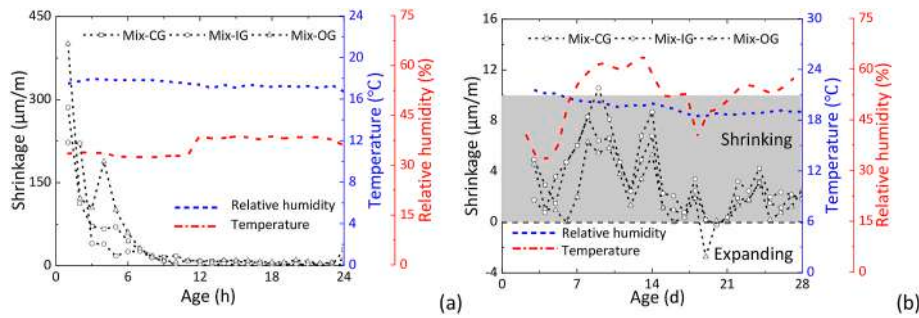 450
300
150
0
Shrinkage (µm/m)
Mix-CG Mix-IG Mix-OG
Relative humidity
Temperature
0 6 12 18 24
Age (h)
24
20
16
12
8
4
0
Temperature (°C)
75
60
45
30
15
0
Relative humidity (%)
(a)
16
12
8
4
0
-4
Shrinkage (µm/m)
Mix-CG Mix-IG Mix-OG
Shrinking
Relative humidity
Temperature
Expanding
0 7 14 21 28
Age (d)
30
24
18
12
6
0
Temperature (°C)
75
60
45
30
15
0
Relative humidity (%)
(b)